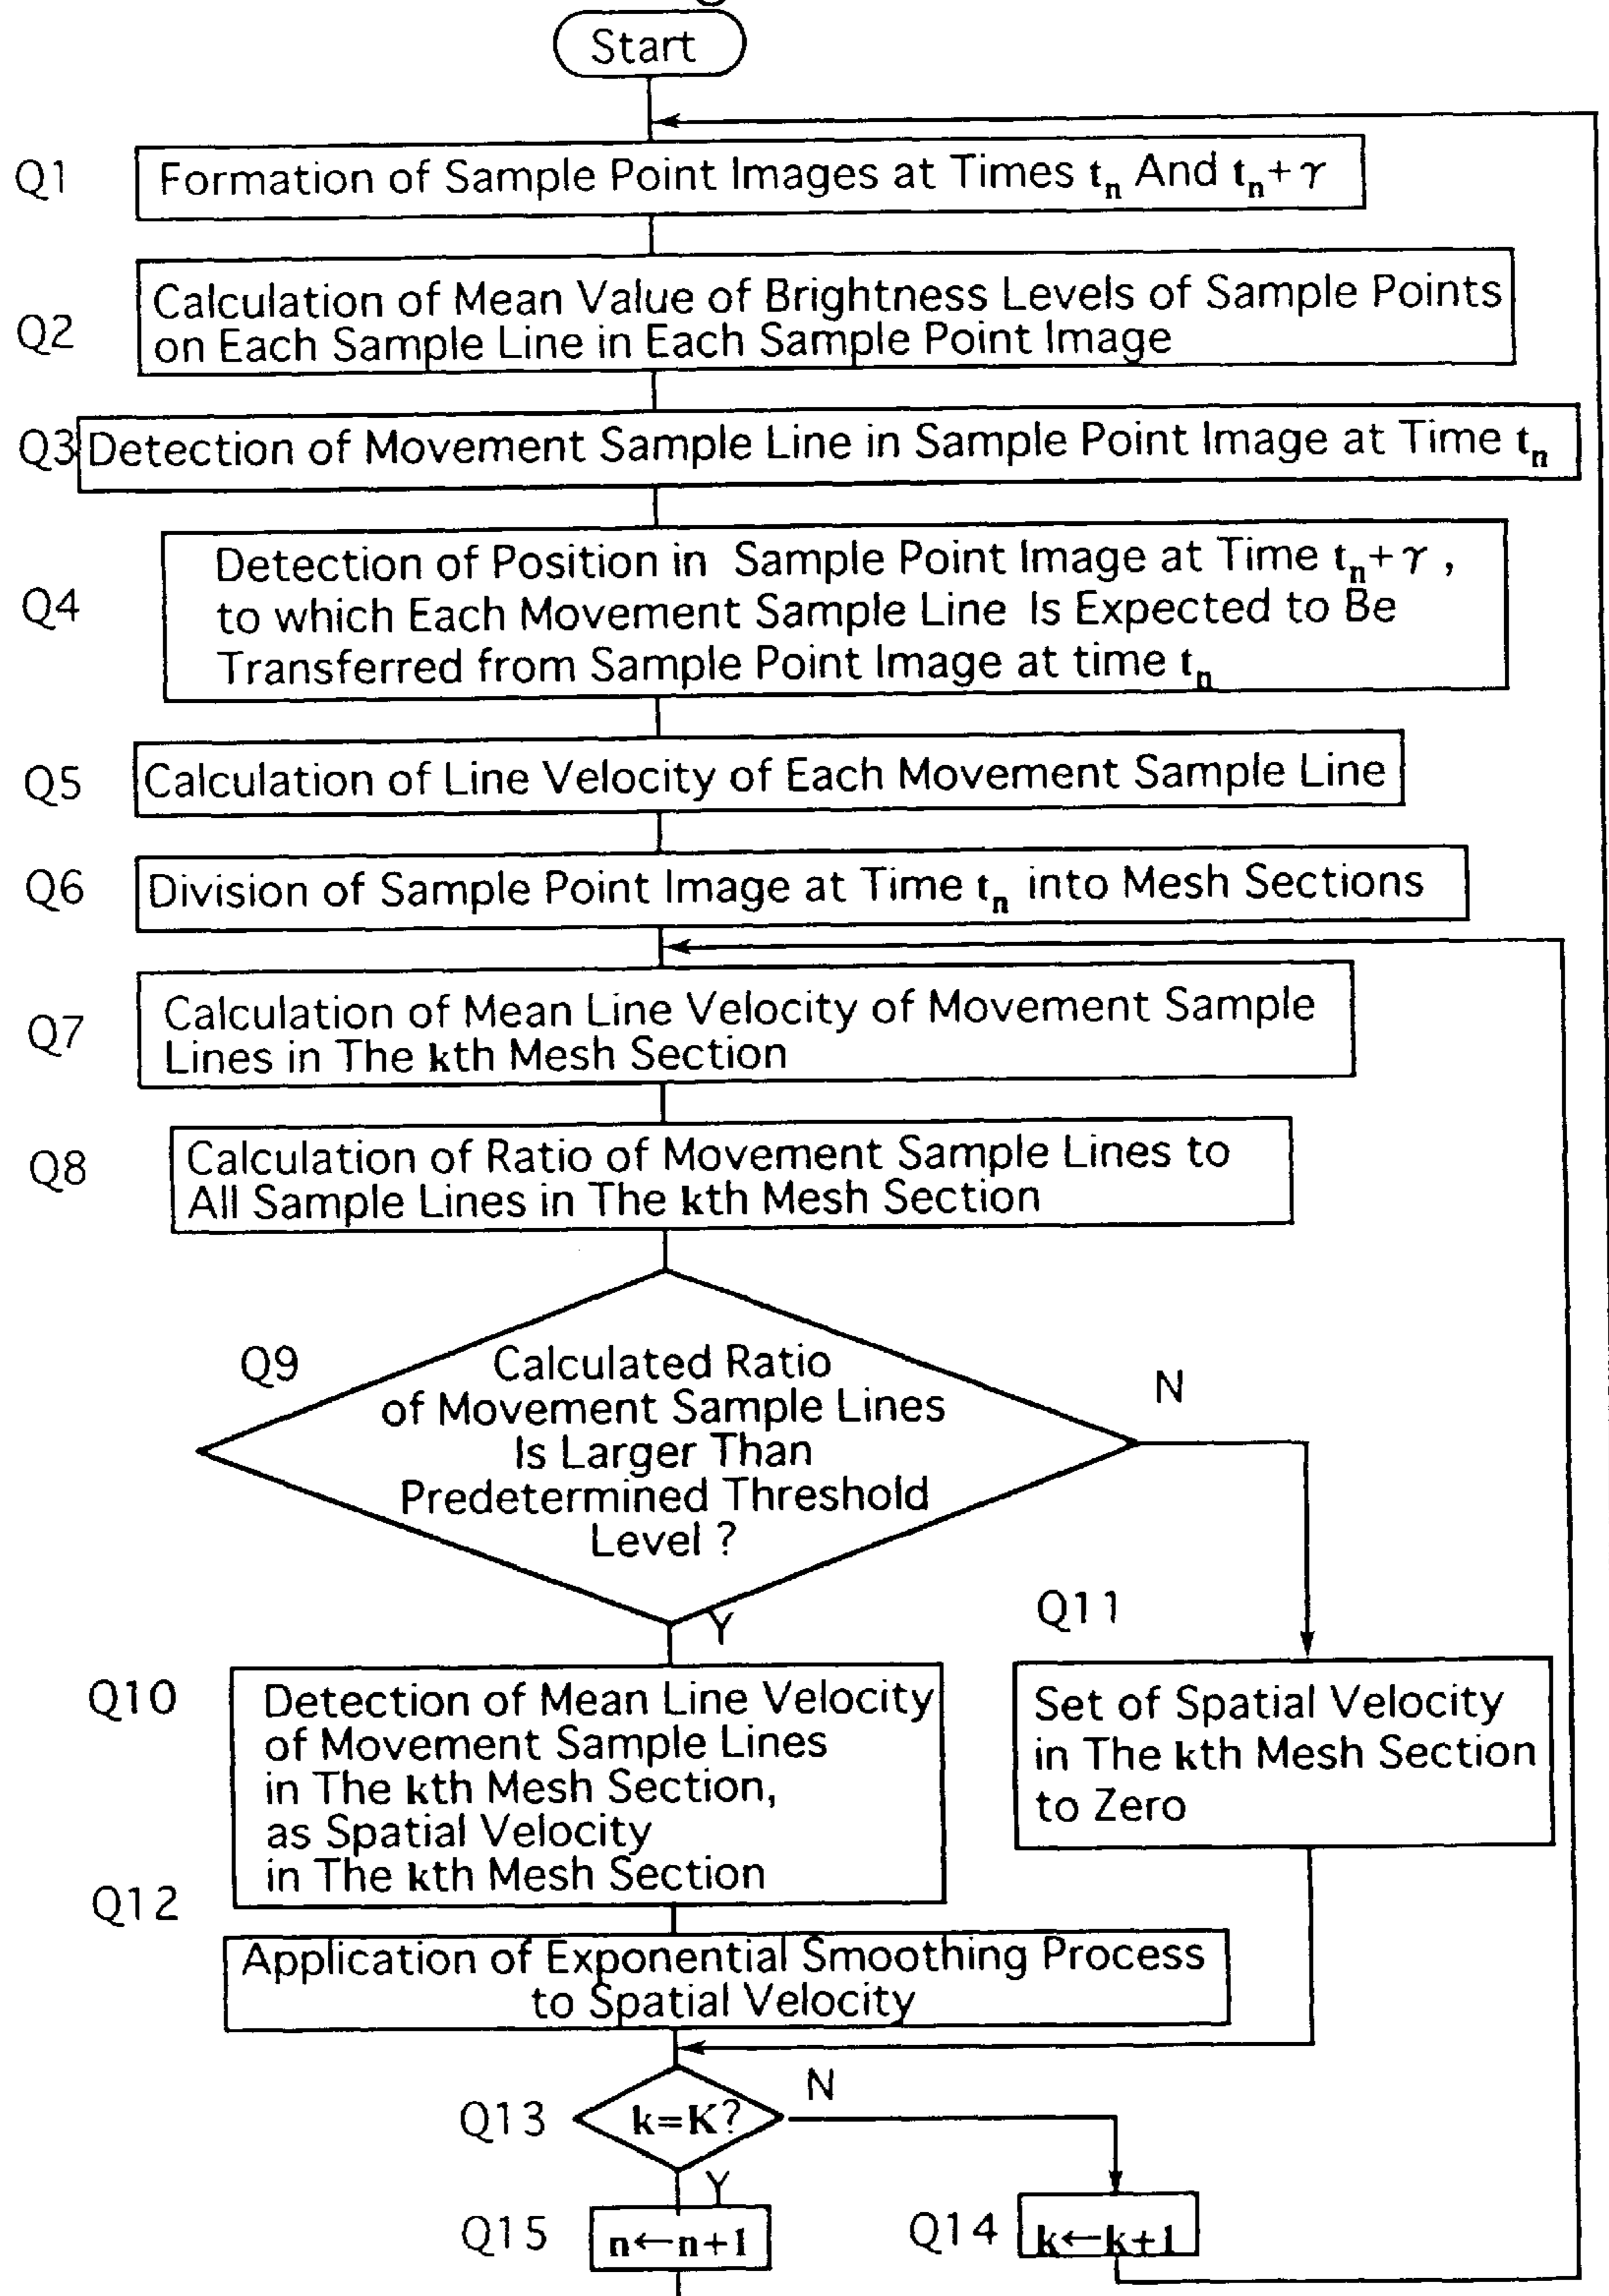 Start
Q1
Formation of Sample Point Images at Times tn And tn+τ
Q2
Calculation of Mean Value of Brightness Levels of Sample Points
on Each Sample Line in Each Sample Point Image
Q3
Detection of Movement Sample Line in Sample Point Image at Time tn
Q4
Detection of Position in Sample Point Image at Time tn+τ ,
to which Each Movement Sample Line Is Expected to Be
Transferred from Sample Point Image at time tn
Q5
Calculation of Line Velocity of Each Movement Sample Line
Q6
Division of Sample Point Image at Time tn into Mesh Sections
Q7
Calculation of Mean Line Velocity of Movement Sample
Lines in The kth Mesh Section
Q8
Calculation of Ratio of Movement Sample Lines to
All Sample Lines in The kth Mesh Section
Q9
Calculated Ratio
of Movement Sample Lines
Is Larger Than
Predetermined Threshold
Level ?
N
Y
Q10
Detection of Mean Line Velocity
of Movement Sample Lines
in The kth Mesh Section,
as Spatial Velocity
in The kth Mesh Section
Q11
Set of Spatial Velocity
in The kth Mesh Section
to Zero
Q12
Application of Exponential Smoothing Process
to Spatial Velocity
Q13
k=K?
N
Y
Q15
n←n+1
Q14
k←k+1